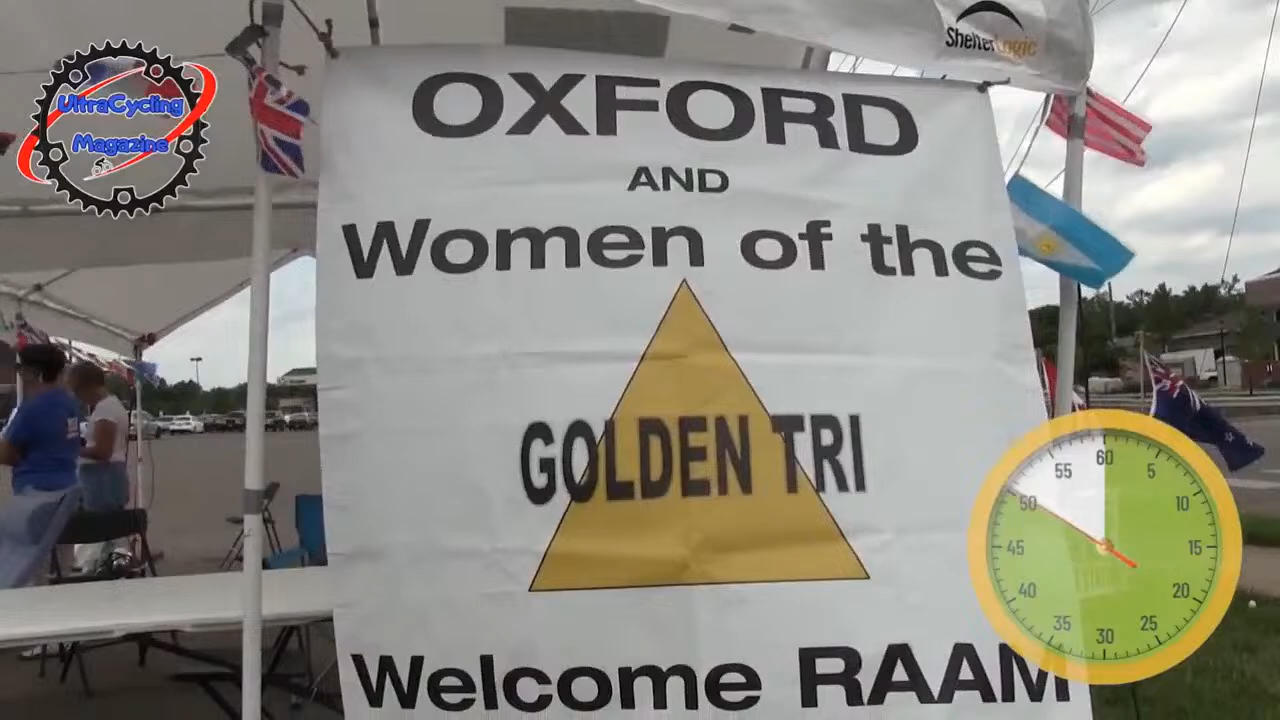 UltraCycling
Magazine
ShelterLogic
OXFORD
AND
Women of the
GOLDEN TRI
Welcome RAAM
60
5
10
15
20
25
30
35
40
45
50
55